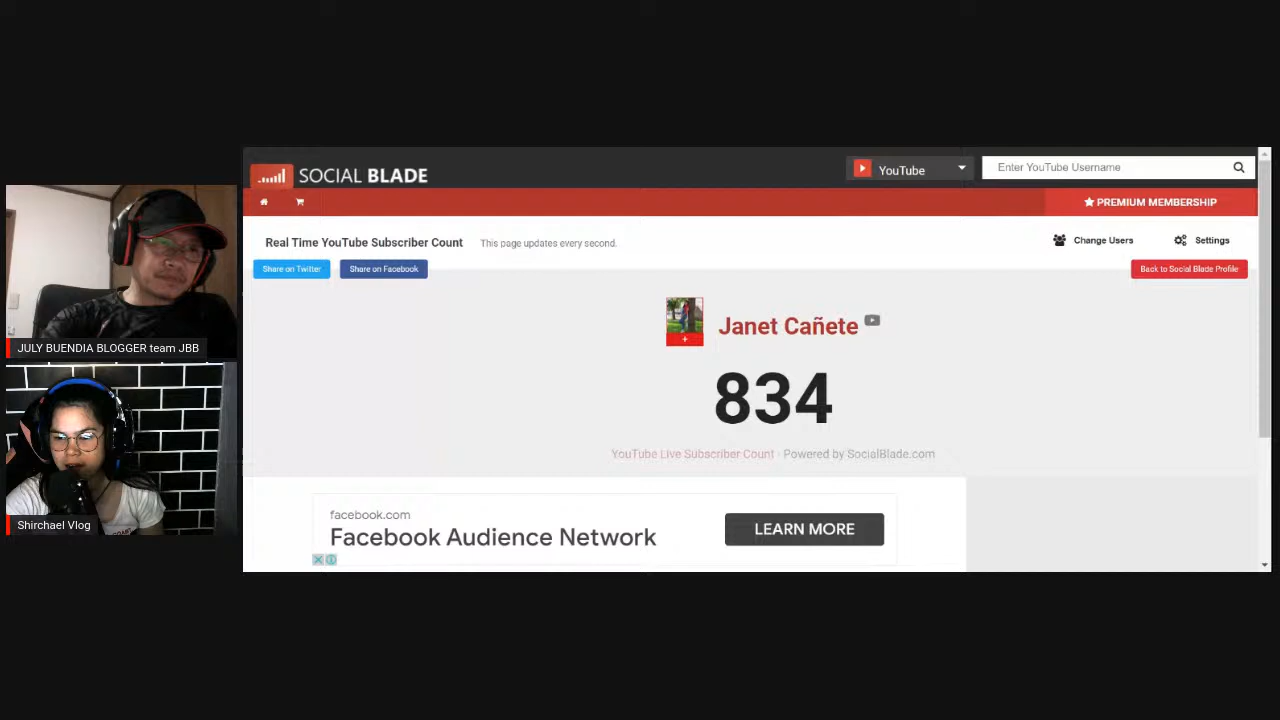 SOCIAL BLADE
YouTube
Enter YouTube Username
PREMIUM MEMBERSHIP
Real Time YouTube Subscriber Count
This page updates every second.
Change Users
Settings
Share on Twitter
Share on Facebook
Back to Social Blade Profile
Janet Cañete
834
YouTube Live Subscriber Count - Powered by SocialBlade.com
facebook.com
Facebook Audience Network
LEARN MORE
JULY BUENDIA BLOGGER team JBB
Shirchael Vlog